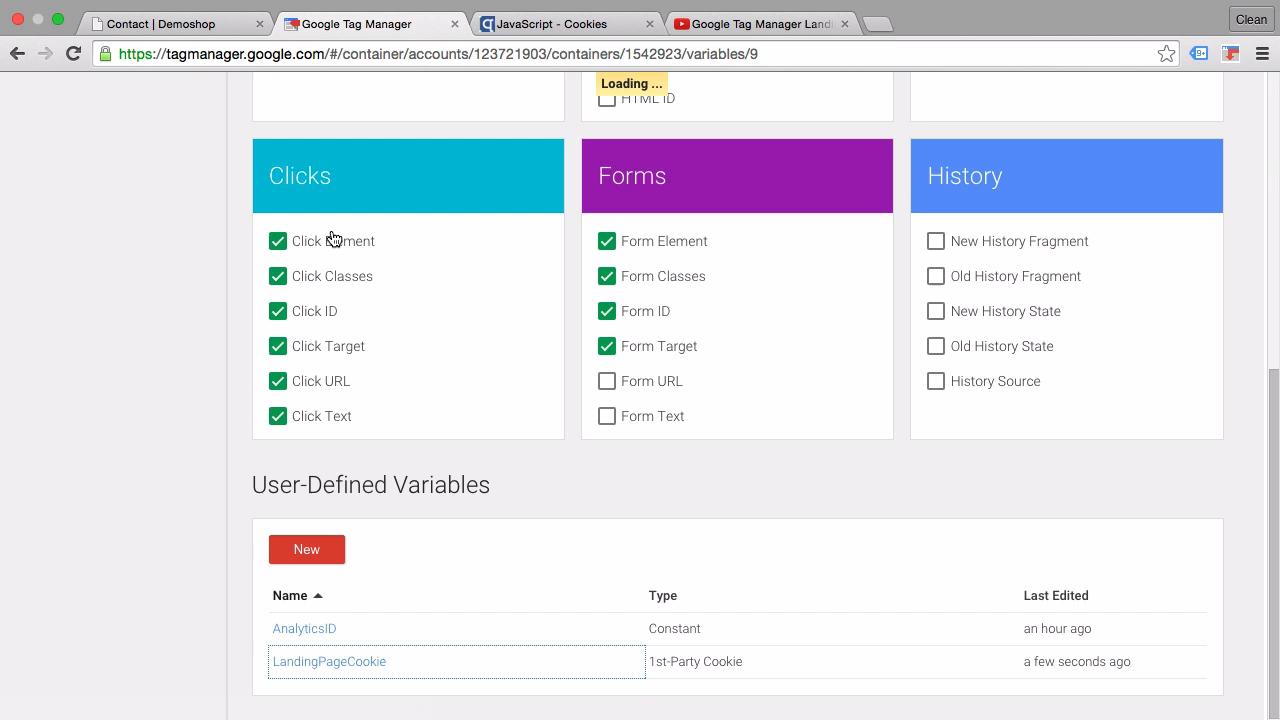 Contact | Demoshop
Google Tag Manager
JavaScript - Cookies
Google Tag Manager Landi
Clean
https://tagmanager.google.com/#/container/accounts/123721903/containers/1542923/variables/9
Loading ...
HTML ID
Clicks
Forms
History
Click Element
Form Element
New History Fragment
Click Classes
Form Classes
Old History Fragment
Click ID
Form ID
New History State
Click Target
Form Target
Old History State
Click URL
Form URL
History Source
Click Text
Form Text
User-Defined Variables
New
Name
Type
Last Edited
AnalyticsID
Constant
an hour ago
LandingPageCookie
1st-Party Cookie
a few seconds ago